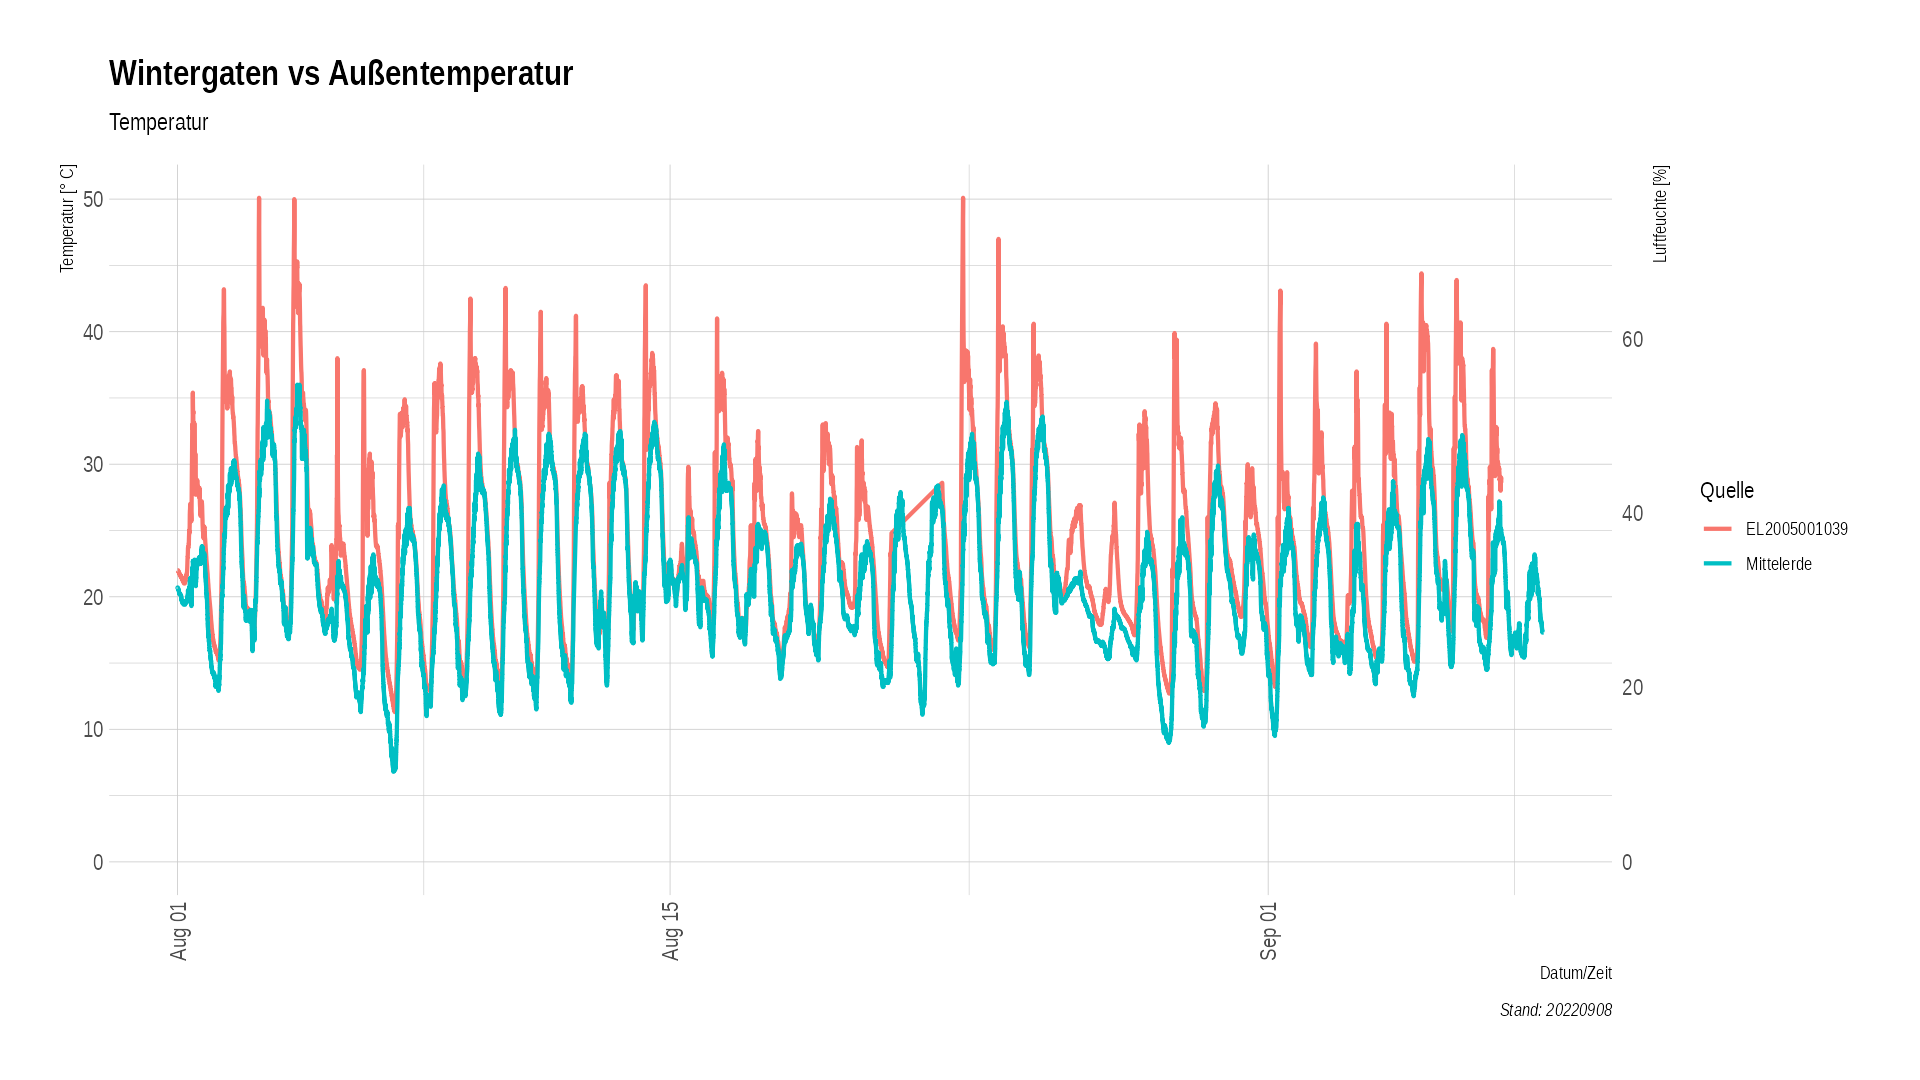 Wintergaten vs Außentemperatur
Temperatur
Temperatur [° C]
50
40
30
20
10
0
Luftfeuchte [%]
60
40
20
0
Quelle
EL2005001039
Mittelerde
Aug 01
Aug 15
Sep 01
Datum/Zeit
Stand: 20220908